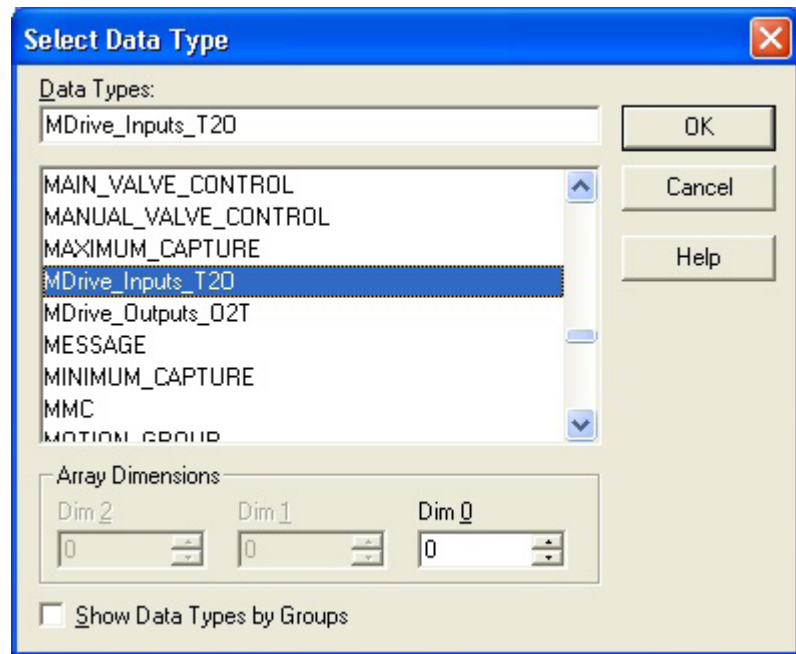 Select Data Type
Data Types:
MDrive_Inputs_T2O
OK
MAIN_VALVE_CONTROL
MANUAL_VALVE_CONTROL
MAXIMUM_CAPTURE
MDrive_Inputs_T2O
MDrive_Outputs_O2T
MESSAGE
MINIMUM_CAPTURE
MMC
MOTION_GROUP
Cancel
Help
Array Dimensions
Dim 2 Dim 1 Dim 0
0 0 0
Show Data Types by Groups